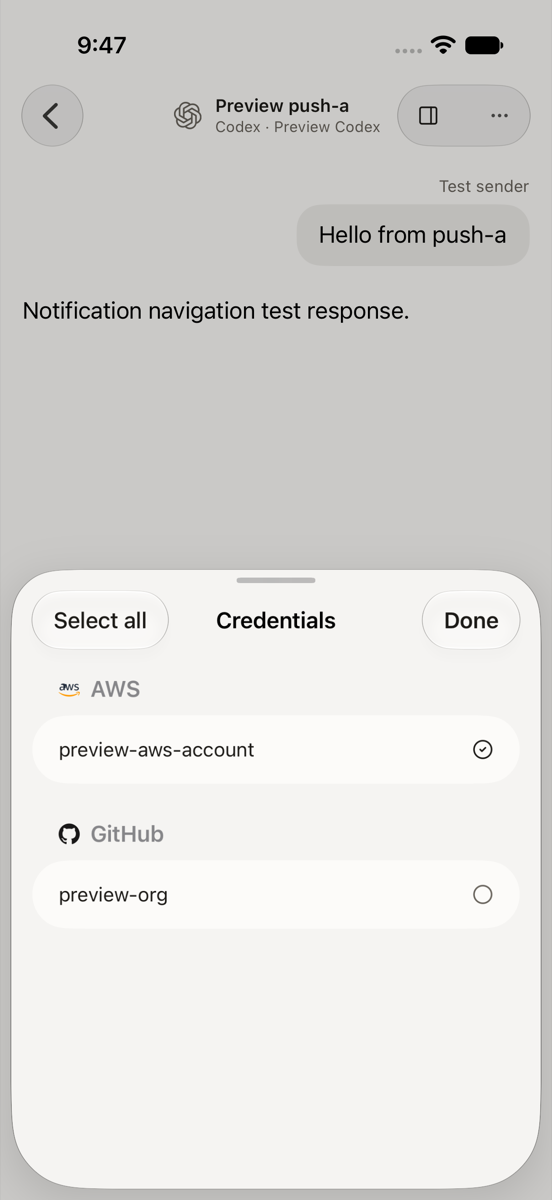 9:47
Preview push-a
Codex · Preview Codex
Test sender
Hello from push-a
Notification navigation test response.
Select all
Credentials
Done
aws AWS
preview-aws-account
GitHub
preview-org